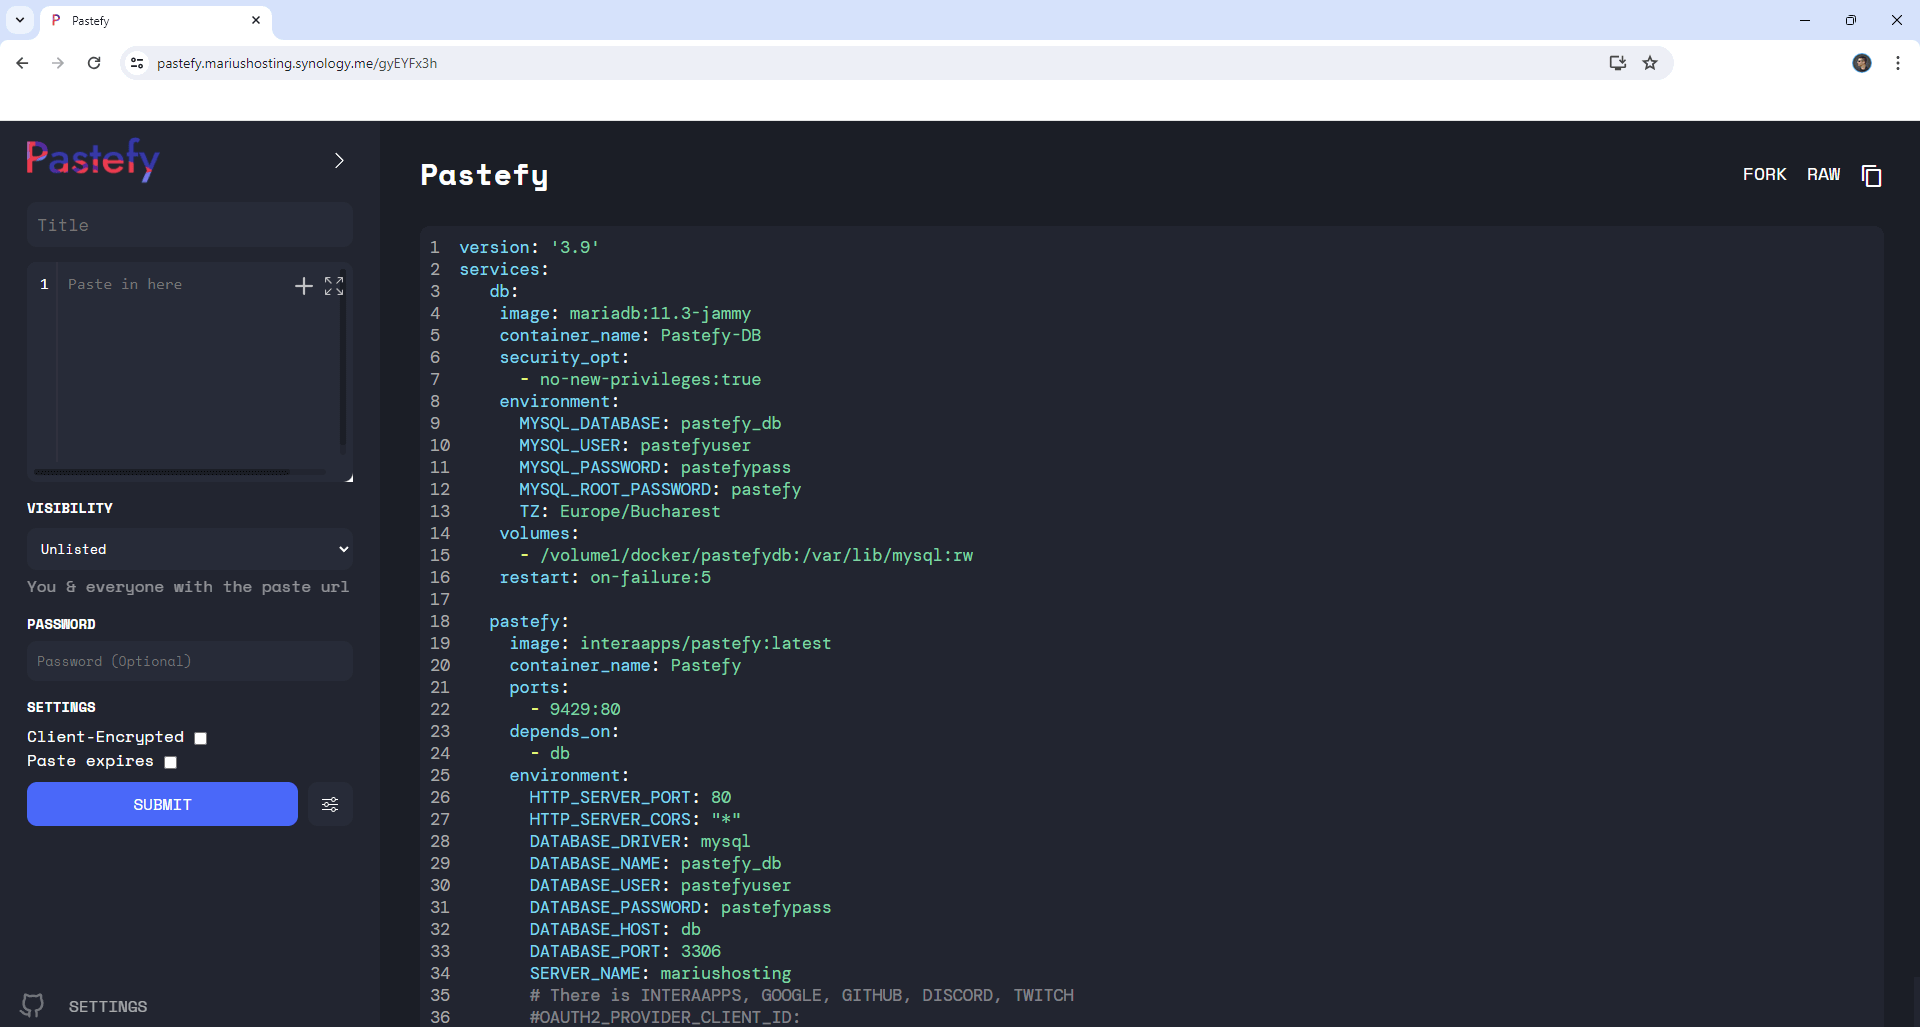 Pastefy
pastefy.mariushosting.synology.me/gyEYFx3h
Pastefy
Title
1 Paste in here
VISIBILITY
Unlisted
You & everyone with the paste url
PASSWORD
Password (Optional)
SETTINGS
Client-Encrypted
Paste expires
SUBMIT
SETTINGS
Pastefy
FORK RAW
1 version: '3.9'
2 services:
3 db:
4 image: mariadb:11.3-jammy
5 container_name: Pastefy-DB
6 security_opt:
7 - no-new-privileges:true
8 environment:
9 MYSQL_DATABASE: pastefy_db
10 MYSQL_USER: pastefyuser
11 MYSQL_PASSWORD: pastefypass
12 MYSQL_ROOT_PASSWORD: pastefy
13 TZ: Europe/Bucharest
14 volumes:
15 - /volume1/docker/pastefydb:/var/lib/mysql:rw
16 restart: on-failure:5
17
18 pastefy:
19 image: interaapps/pastefy:latest
20 container_name: Pastefy
21 ports:
22 - 9429:80
23 depends_on:
24 - db
25 environment:
26 HTTP_SERVER_PORT: 80
27 HTTP_SERVER_CORS: "*"
28 DATABASE_DRIVER: mysql
29 DATABASE_NAME: pastefy_db
30 DATABASE_USER: pastefyuser
31 DATABASE_PASSWORD: pastefypass
32 DATABASE_HOST: db
33 DATABASE_PORT: 3306
34 SERVER_NAME: mariushosting
35 # There is INTERAAPPS, GOOGLE, GITHUB, DISCORD, TWITCH
36 #OAUTH2_PROVIDER_CLIENT_ID: